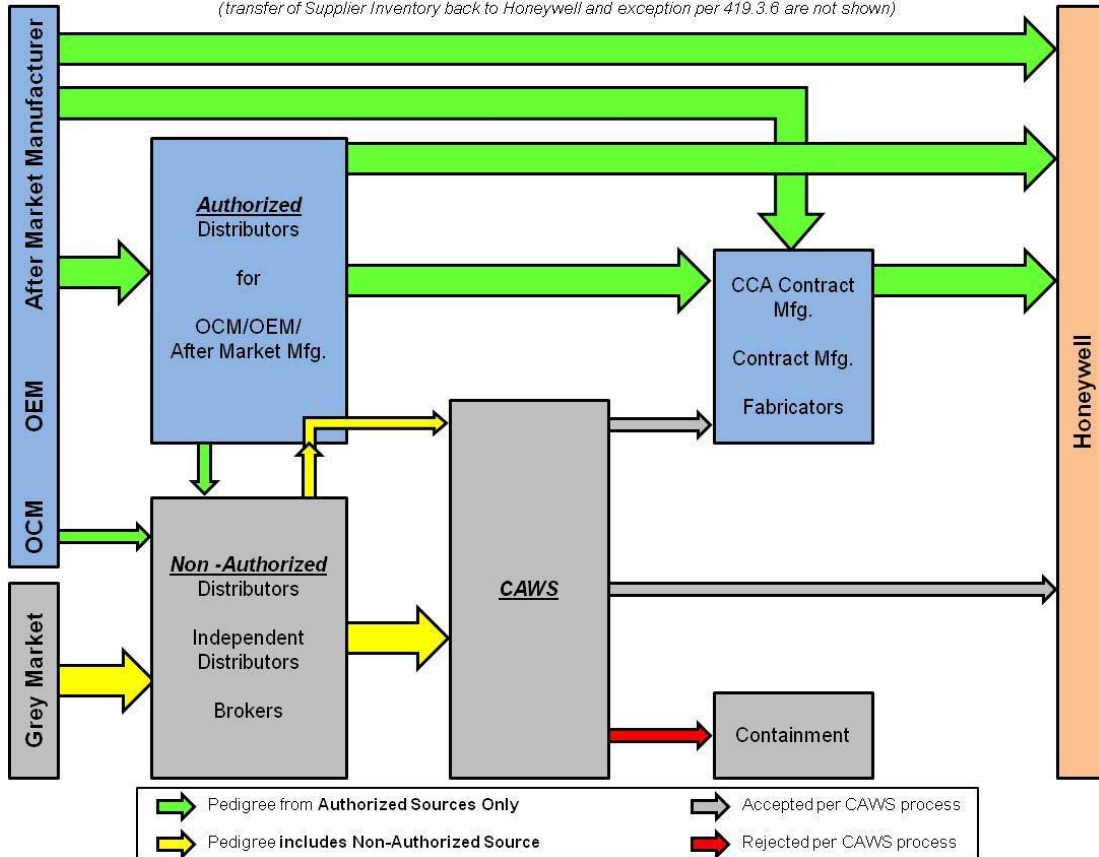 (transfer of Supplier Inventory back to Honeywell and exception per 419.3.6 are not shown)
After Market Manufacturer
OEM
OCM
Grey Market
Authorized
Distributors
for
OCM/OEM/
After Market Mfg.
Non -Authorized
Distributors
Independent
Distributors
Brokers
CAWS
CCA Contract
Mfg.
Contract Mfg.
Fabricators
Containment
Honeywell
Pedigree from Authorized Sources Only
Pedigree includes Non-Authorized Source
Accepted per CAWS process
Rejected per CAWS process